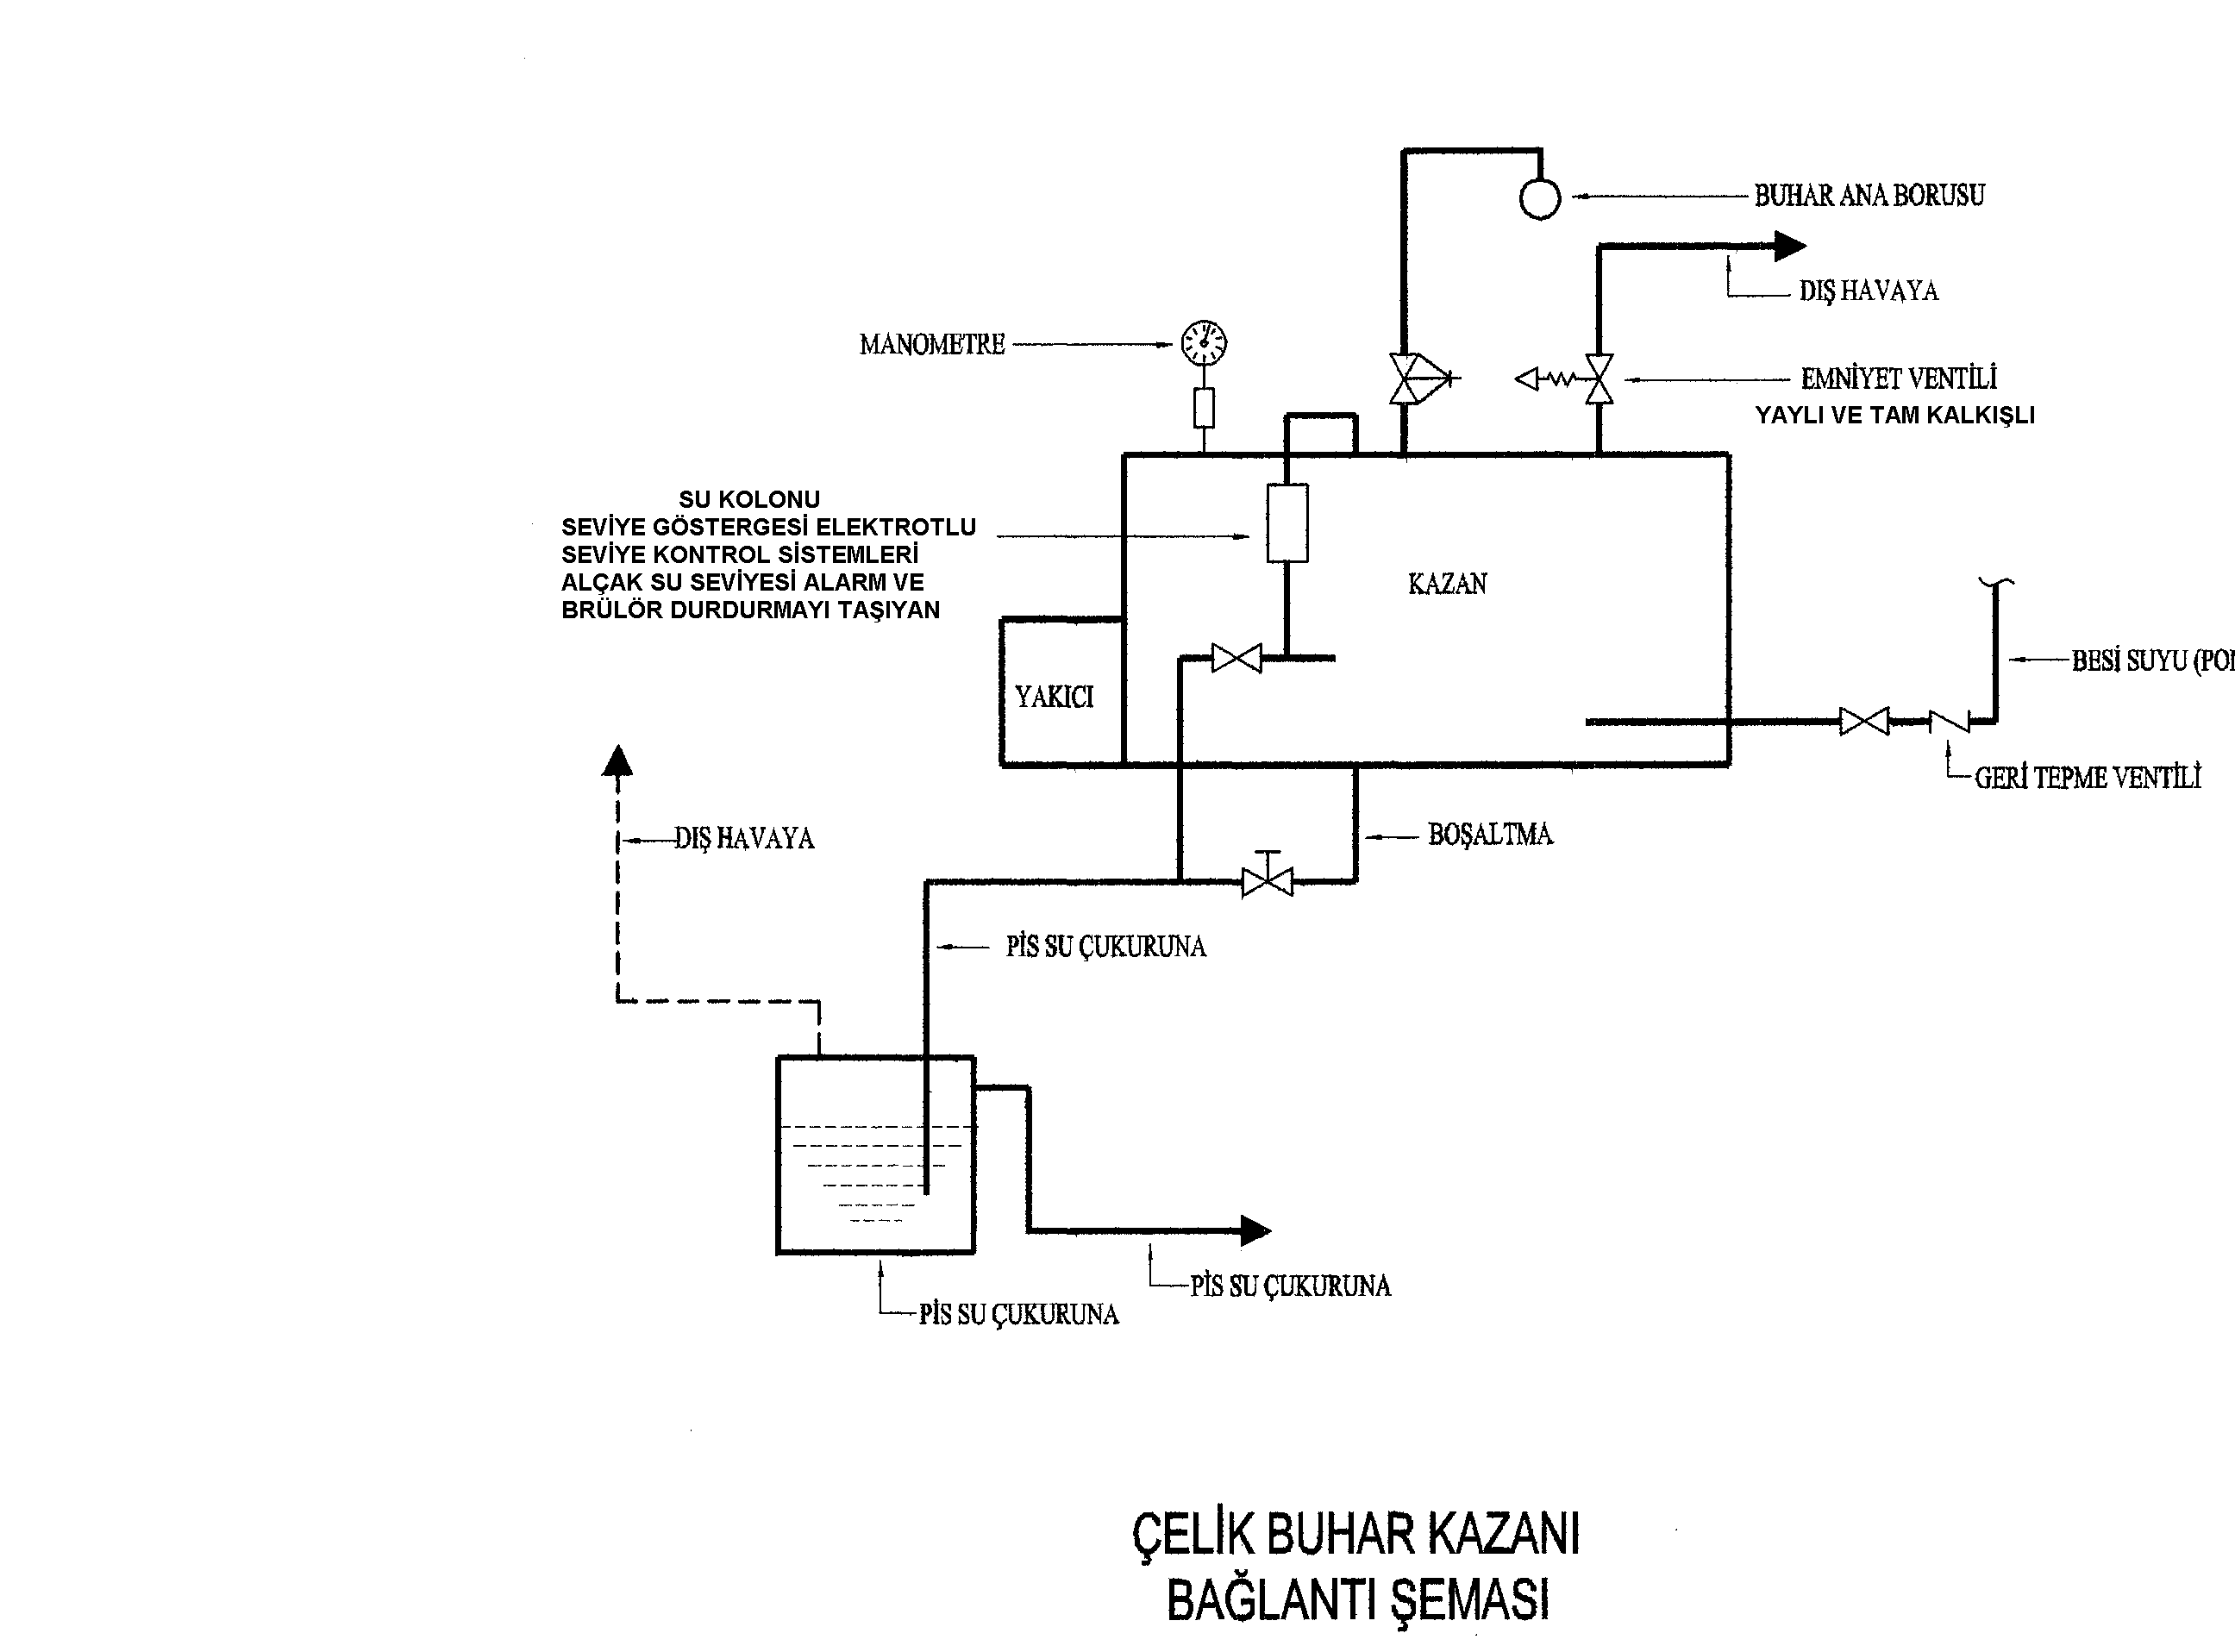 BUHAR ANA BORUSU
DIŞ HAVAYA
MANOMETRE
EMNİYET VENTİLİ
YAYLI VE TAM KALKIŞLI
SU KOLONU
SEVİYE GÖSTERGESİ ELEKTROTLU
SEVİYE KONTROL SİSTEMLERİ
ALÇAK SU SEVİYESİ ALARM VE
BRÜLÖR DURDURMAYI TAŞIYAN
KAZAN
BESİ SUYU
YAKICI
GERİ TEPME VENTİLİ
DIŞ HAVAYA
BOŞALTMA
PİS SU ÇUKURUNA
PİS SU ÇUKURUNA
PİS SU ÇUKURUNA
ÇELİK BUHAR KAZANI
BAĞLANTI ŞEMASI